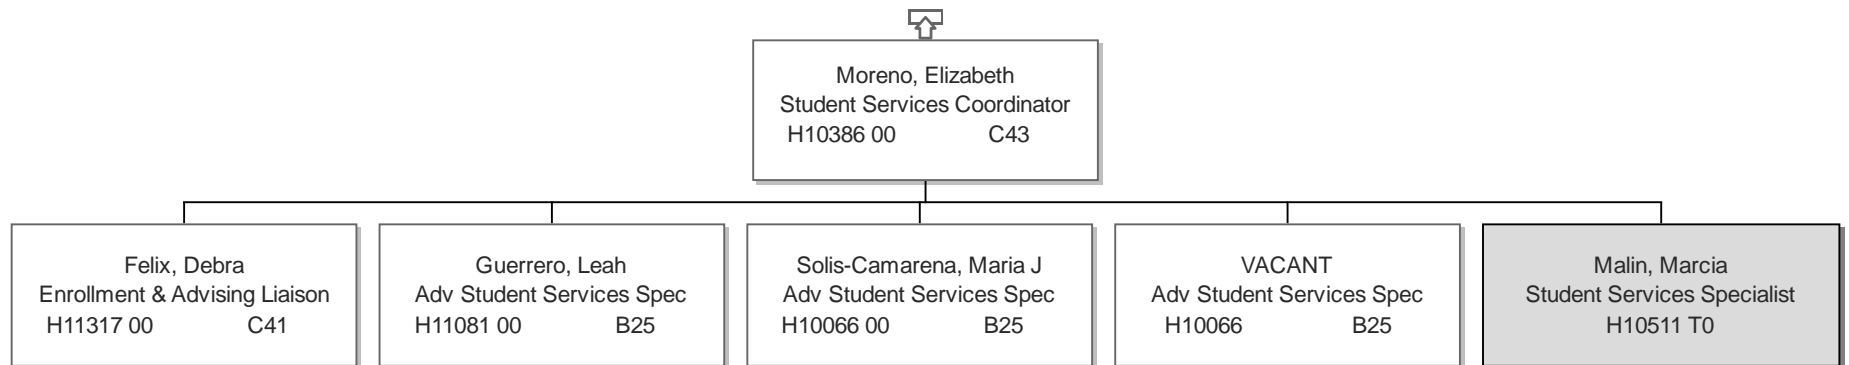 Moreno, Elizabeth
Student Services Coordinator
H10386 00 C43
Felix, Debra
Enrollment & Advising Liaison
H11317 00 C41
Guerrero, Leah
Adv Student Services Spec
H11081 00 B25
Solis-Camarena, Maria J
Adv Student Services Spec
H10066 00 B25
VACANT
Adv Student Services Spec
H10066 B25
Malin, Marcia
Student Services Specialist
H10511 T0